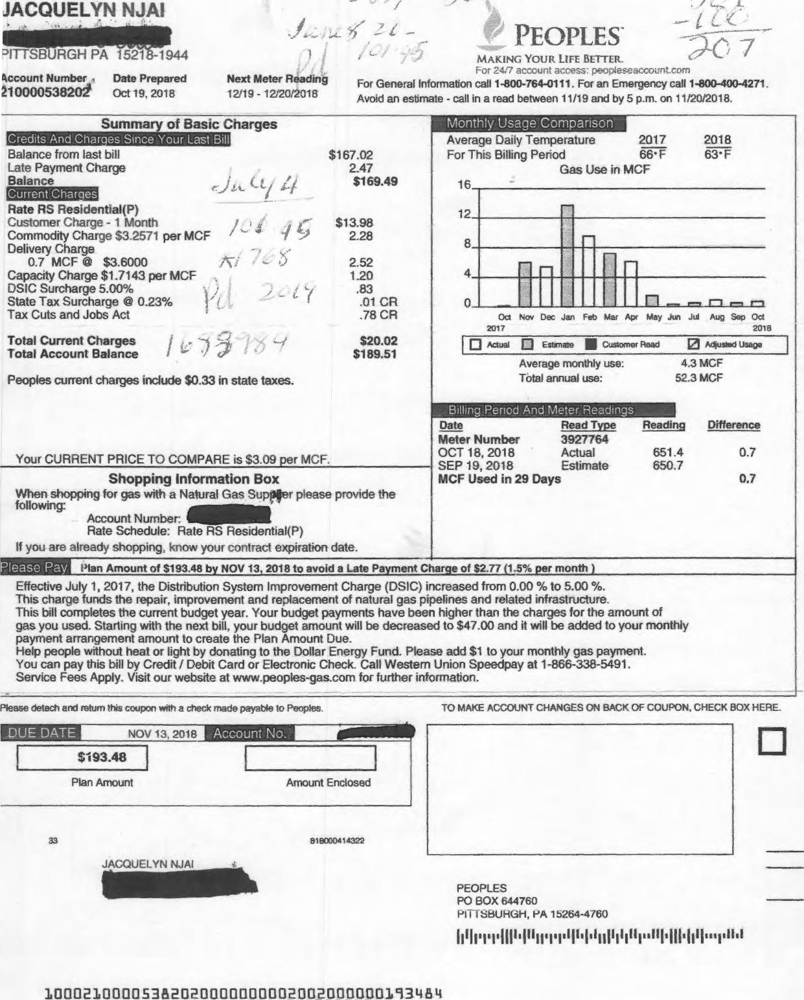 JACQUELYN NJAI
PITTSBURGH PA 15218-1944
June 8 21 -
Pd 101.95
-100
207
PEOPLES
MAKING YOUR LIFE BETTER.
For 24/7 account access: peopleseaccount.com
Account Number Date Prepared Next Meter Reading
210000538202 Oct 19, 2018 12/19 - 12/20/2018
For General Information call 1-800-764-0111. For an Emergency call 1-800-400-4271.
Avoid an estimate - call in a read between 11/19 and by 5 p.m. on 11/20/2018.
Summary of Basic Charges
Credits And Charges Since Your Last Bill
Balance from last bill $167.02
Late Payment Charge 2.47
Balance $169.49
July 4
Current Charges
Rate RS Residential(P)
Customer Charge - 1 Month $13.98
Commodity Charge $3.2571 per MCF 2.28
Delivery Charge
0.7 MCF @ $3.6000 2.52
Capacity Charge $1.7143 per MCF 1.20
DSIC Surcharge 5.00% .83
State Tax Surcharge @ 0.23% .01 CR
Tax Cuts and Jobs Act .78 CR
Pd 2019
Total Current Charges $20.02
Total Account Balance $189.51
Peoples current charges include $0.33 in state taxes.
Your CURRENT PRICE TO COMPARE is $3.09 per MCF.
Shopping Information Box
When shopping for gas with a Natural Gas Supplier please provide the
following:
Account Number:
Rate Schedule: Rate RS Residential(P)
If you are already shopping, know your contract expiration date.
Monthly Usage Comparison
Average Daily Temperature 2017 2018
For This Billing Period 66°F 63°F
Gas Use in MCF
16
12
8
4
0
Oct Nov Dec Jan Feb Mar Apr May Jun Jul Aug Sep Oct
2017 2018
Actual Estimate Customer Read Adjusted Usage
Average monthly use: 4.3 MCF
Total annual use: 52.3 MCF
Billing Period And Meter Readings
Date Read Type Reading Difference
Meter Number 3927764
OCT 18, 2018 Actual 651.4 0.7
SEP 19, 2018 Estimate 650.7
MCF Used in 29 Days 0.7
Please Pay Plan Amount of $193.48 by NOV 13, 2018 to avoid a Late Payment Charge of $2.77 (1.5% per month )
Effective July 1, 2017, the Distribution System Improvement Charge (DSIC) increased from 0.00 % to 5.00 %.
This charge funds the repair, improvement and replacement of natural gas pipelines and related infrastructure.
This bill completes the current budget year. Your budget payments have been higher than the charges for the amount of
gas you used. Starting with the next bill, your budget amount will be decreased to $47.00 and it will be added to your monthly
payment arrangement amount to create the Plan Amount Due.
Help people without heat or light by donating to the Dollar Energy Fund. Please add $1 to your monthly gas payment.
You can pay this bill by Credit / Debit Card or Electronic Check. Call Western Union Speedpay at 1-866-338-5491.
Service Fees Apply. Visit our website at www.peoples-gas.com for further information.
Please detach and return this coupon with a check made payable to Peoples.
TO MAKE ACCOUNT CHANGES ON BACK OF COUPON, CHECK BOX HERE.
DUE DATE NOV 13, 2018 Account No.
$193.48
Plan Amount Amount Enclosed
33 818000414322
JACQUELYN NJAI
PEOPLES
PO BOX 644760
PITTSBURGH, PA 15264-4760
1000210000538202000000000020020000000193484